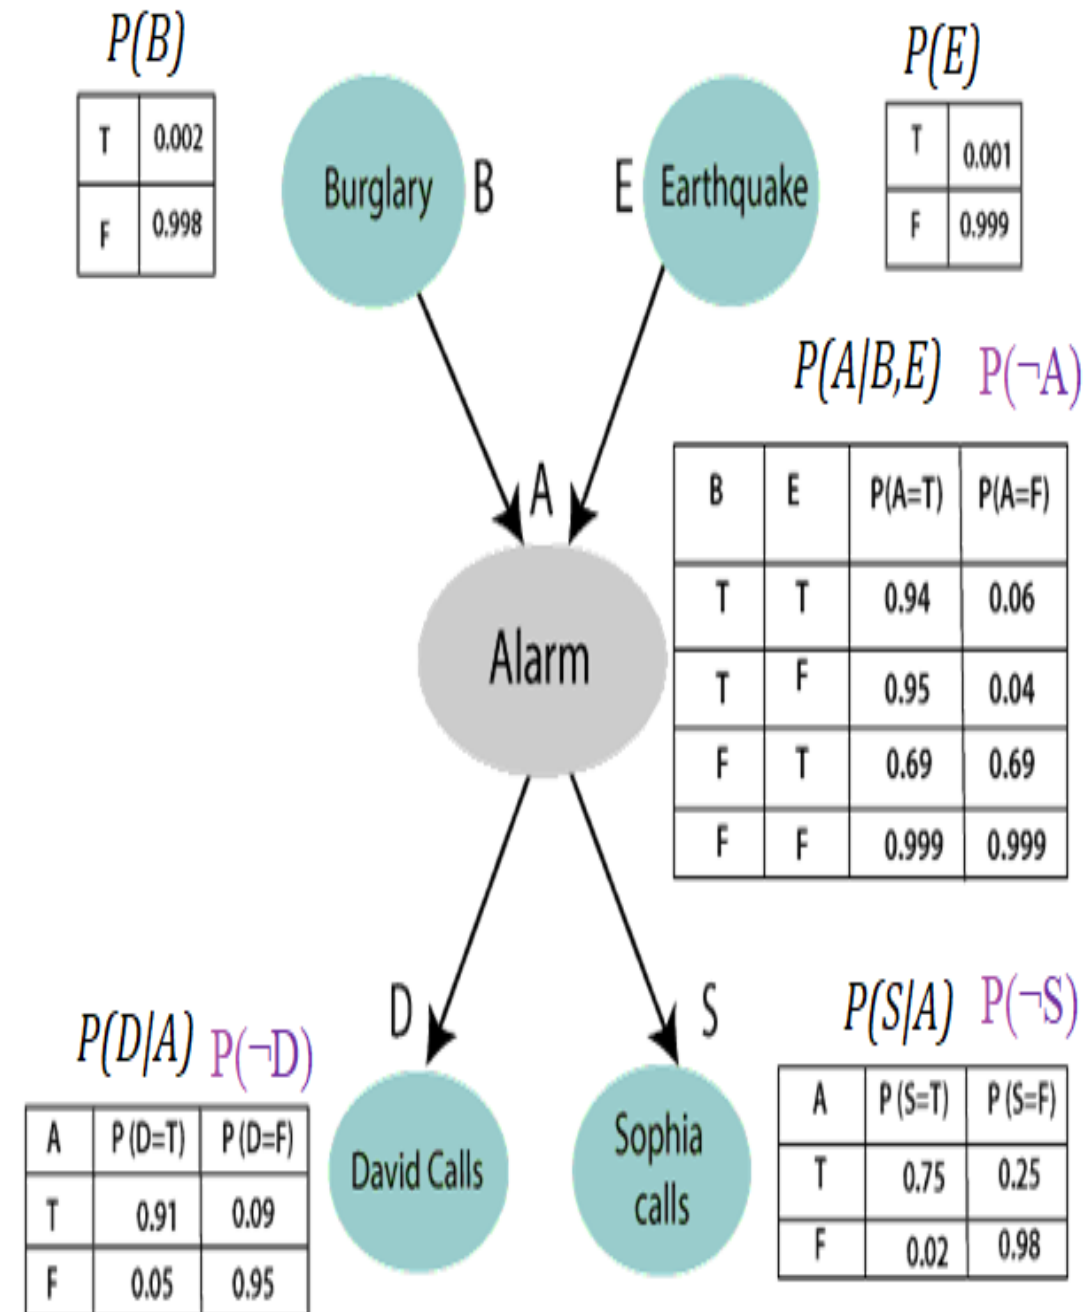 P(B)
T 0.002
F 0.998
Burglary B
E Earthquake
P(E)
T 0.001
F 0.999
P(A/B,E) P(¬A)
B E P(A=T) P(A=F)
T T 0.94 0.06
T F 0.95 0.04
F T 0.69 0.69
F F 0.999 0.999
A
Alarm
P(D/A) P(¬D)
A P (D=T) P (D=F)
T 0.91 0.09
F 0.05 0.95
D
David Calls
S
Sophia
calls
P(S/A) P(¬S)
A P (S=T) P (S=F)
T 0.75 0.25
F 0.02 0.98